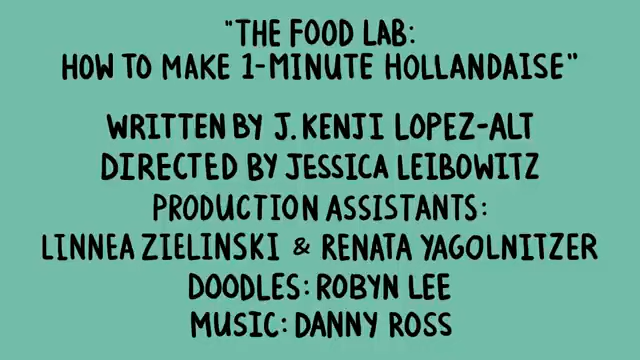 "THE FOOD LAB:
HOW TO MAKE 1-MINUTE HOLLANDAISE"
WRITTEN BY J. KENJI LOPEZ-ALT
DIRECTED BY JESSICA LEIBOWITZ
PRODUCTION ASSISTANTS:
LINNEA ZIELINSKI & RENATA YAGOLNITZER
DOODLES: ROBYN LEE
MUSIC: DANNY ROSS